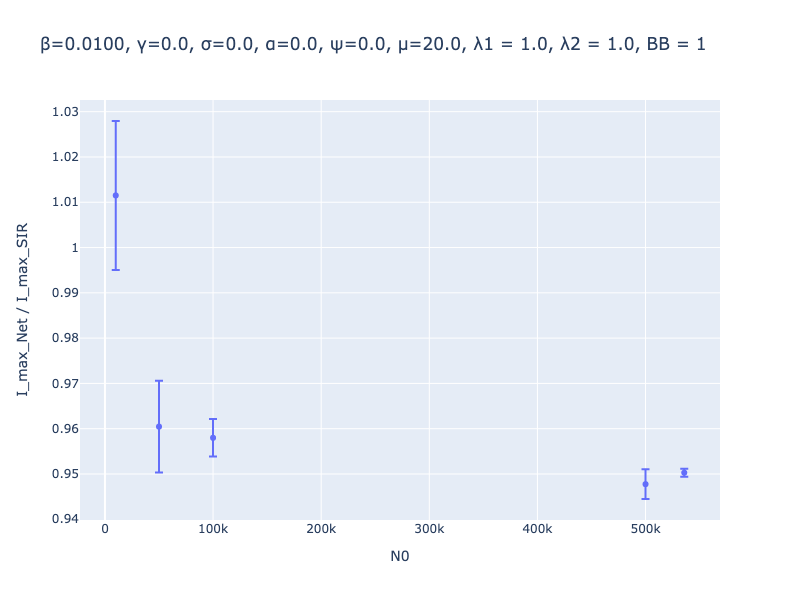 β=0.0100, γ=0.0, σ=0.0, α=0.0, ψ=0.0, μ=20.0, λ1 = 1.0, λ2 = 1.0, BB = 1
I_max_Net / I_max_SIR
1.03
1.02
1.01
1
0.99
0.98
0.97
0.96
0.95
0.94
0 100k 200k 300k 400k 500k
N0